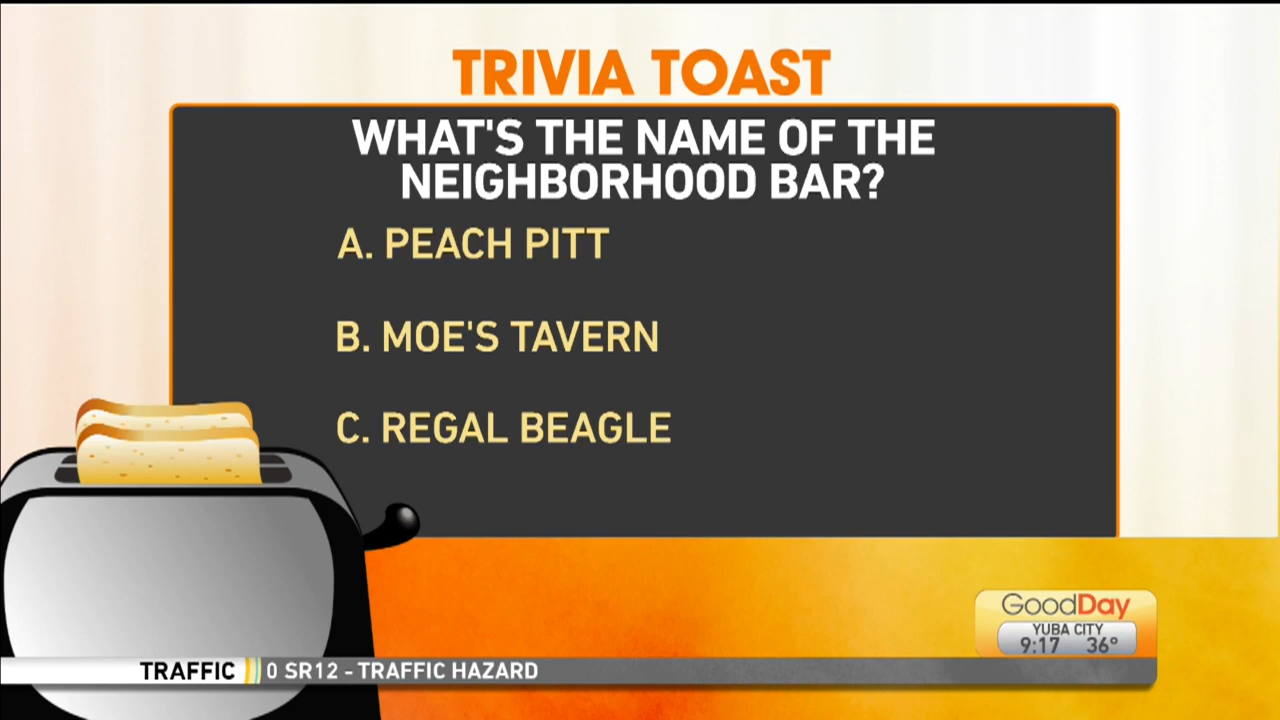 TRIVIA TOAST
WHAT'S THE NAME OF THE
NEIGHBORHOOD BAR?
A. PEACH PITT
B. MOE'S TAVERN
C. REGAL BEAGLE
GoodDay
YUBA CITY
9:17 36°
TRAFFIC 0 SR12 - TRAFFIC HAZARD